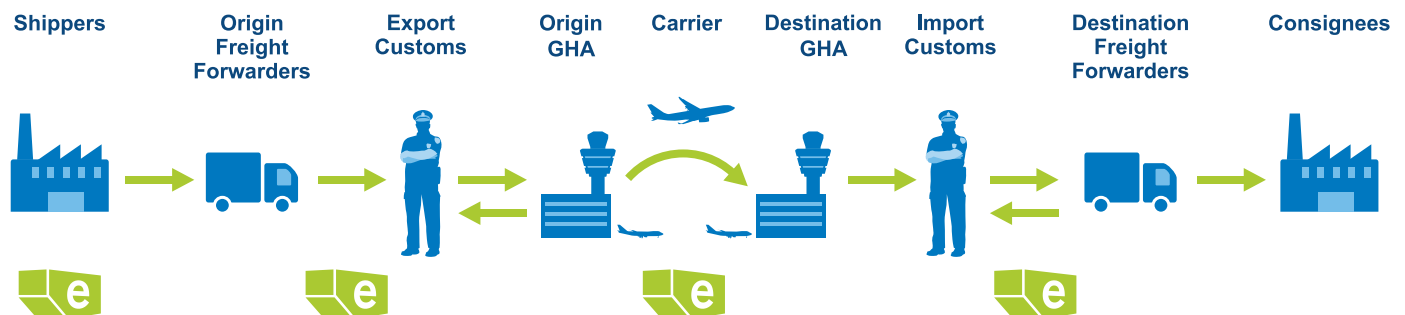 Shippers
Origin
Freight
Forwarders
Export
Customs
Origin
GHA
Carrier
Destination
GHA
Import
Customs
Destination
Freight
Forwarders
Consignees
e
e
e
e